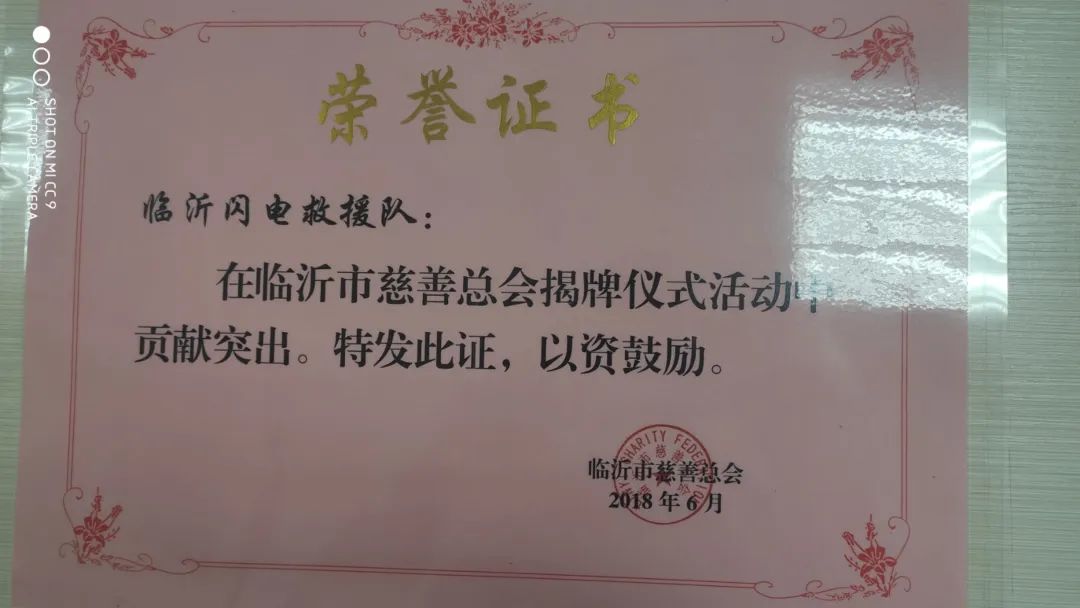 荣誉证书
临沂闪电救援队：
在临沂市慈善总会揭牌仪式活动中
贡献突出。特发此证，以资鼓励。
CHARITY FEDERATION
临沂市慈善总会
2018年6月
SHOT ON MI CC9
AI TRIPLE CAMERA